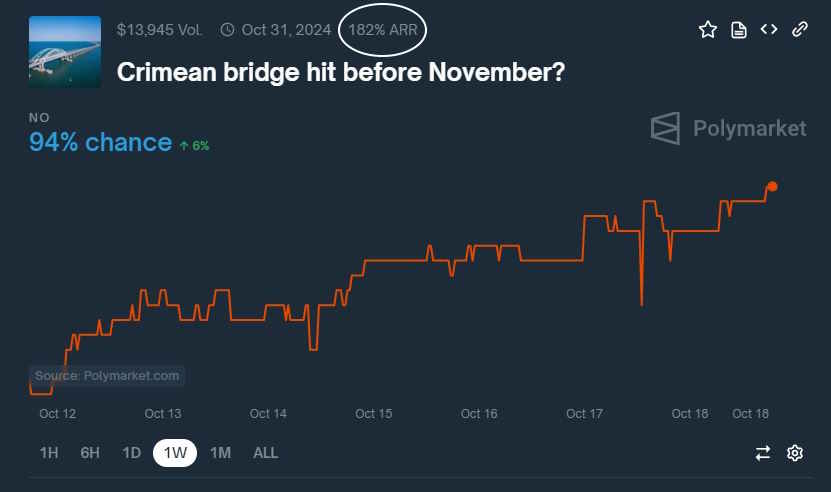 $13,945 Vol. Oct 31, 2024 182% ARR
Crimean bridge hit before November?
NO
94% chance ↑ 6%
Polymarket
Source: Polymarket.com
Oct 12 Oct 13 Oct 14 Oct 15 Oct 16 Oct 17 Oct 18 Oct 18
1H 6H 1D 1W 1M ALL